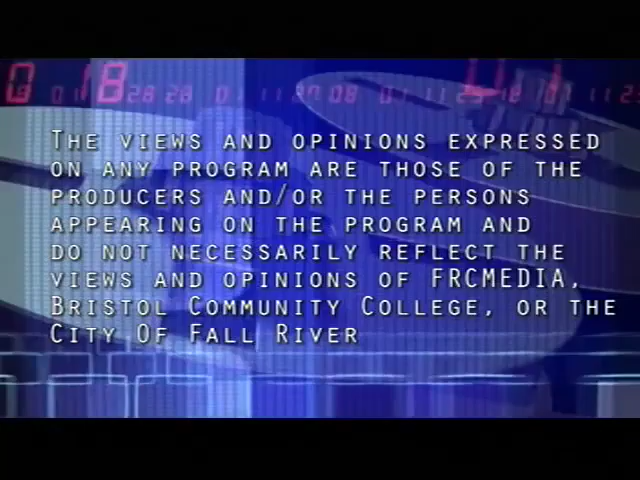 THE VIEWS AND OPINIONS EXPRESSED
ON ANY PROGRAM ARE THOSE OF THE
PRODUCERS AND/OR THE PERSONS
APPEARING ON THE PROGRAM AND
DO NOT NECESSARILY REFLECT THE
VIEWS AND OPINIONS OF FRCMEDIA,
BRISTOL COMMUNITY COLLEGE, OR THE
CITY OF FALL RIVER